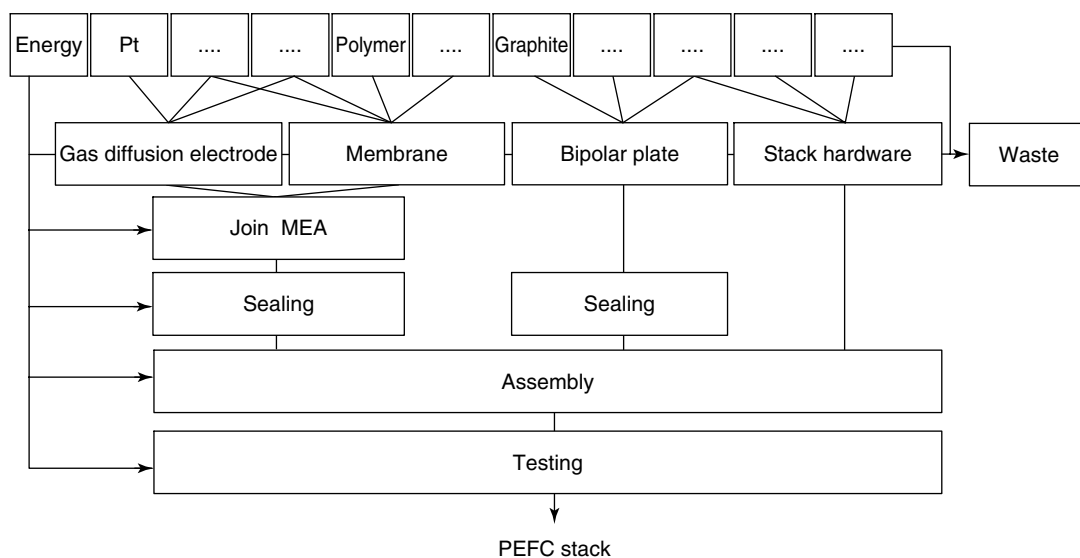 Energy Pt .... .... Polymer .... Graphite .... .... .... ....
Gas diffusion electrode Membrane Bipolar plate Stack hardware Waste
Join MEA
Sealing Sealing
Assembly
Testing
PEFC stack